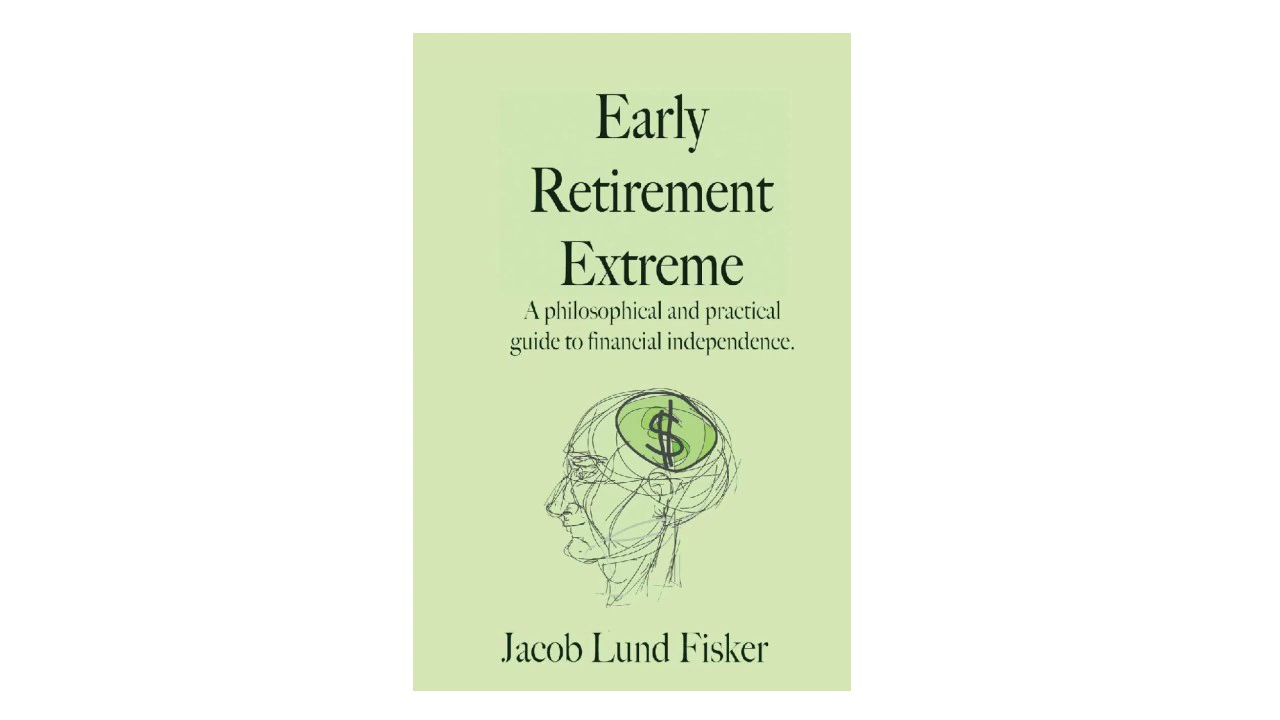 Early
Retirement
Extreme
A philosophical and practical
guide to financial independence.
$
Jacob Lund Fisker